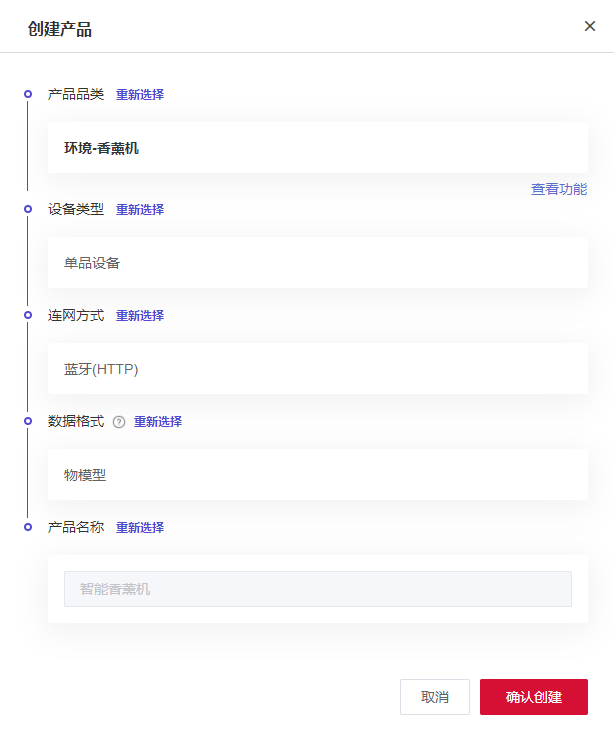 创建产品
产品品类 重新选择
环境-香薰机
查看功能
设备类型 重新选择
单品设备
连网方式 重新选择
蓝牙(HTTP)
数据格式 ? 重新选择
物模型
产品名称 重新选择
智能香薰机
取消 确认创建